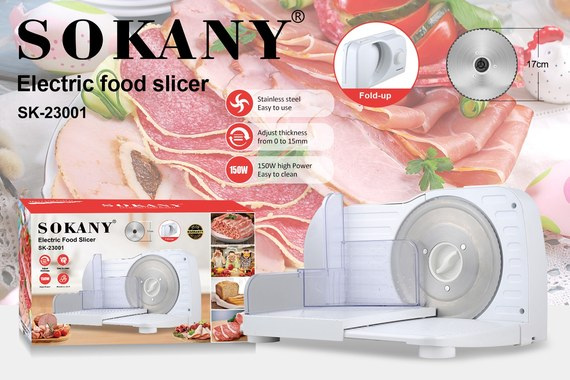 SOKANY®
Electric food slicer
SK-23001
Fold-up
17cm
Stainless steel
Easy to use
Adjust thickness
from 0 to 15mm
150W
150W high Power
Easy to clean
SOKANY®
Electric Food Slicer
SK-23001